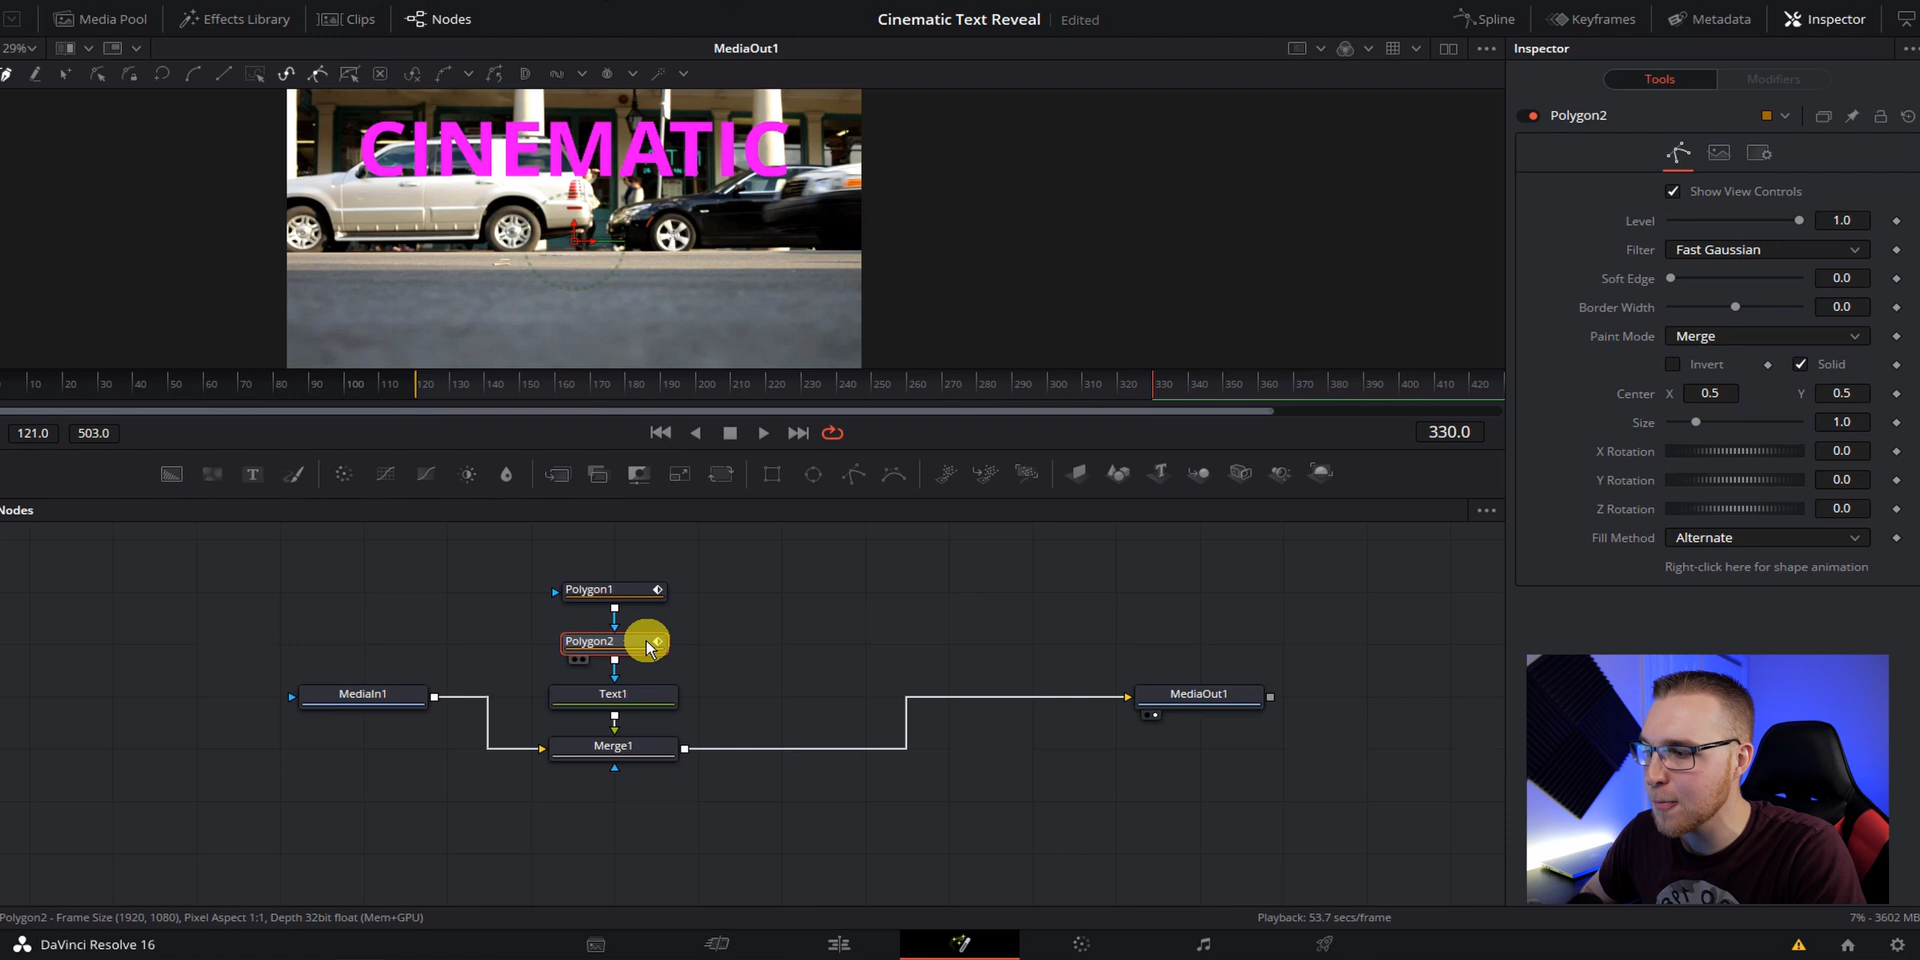 Media Pool Effects Library Clips Nodes Cinematic Text Reveal Edited Spline Keyframes Metadata Inspector
29% MediaOut1 Inspector
Tools Modifiers
Polygon2
CINEMATIC
Show View Controls
Level 1.0
Filter Fast Gaussian
Soft Edge 0.0
Border Width 0.0
Paint Mode Merge
Invert Solid
Center X 0.5 Y 0.5
Size 1.0
X Rotation 0.0
Y Rotation 0.0
Z Rotation 0.0
Fill Method Alternate
Right-click here for shape animation
10 20 30 40 50 60 70 80 90 100 110 120 130 140 150 160 170 180 190 200 210 220 230 240 250 260 270 280 290 300 310 320 330 340 350 360 370 380 390 400 410 420
121.0 503.0 330.0
T
Nodes
Polygon1
Polygon2
MediaIn1 Text1 MediaOut1
Merge1
Polygon2 - Frame Size (1920, 1080), Pixel Aspect 1:1, Depth 32bit float (Mem+GPU) Playback: 53.7 secs/frame 7% - 3602 MB
DaVinci Resolve 16